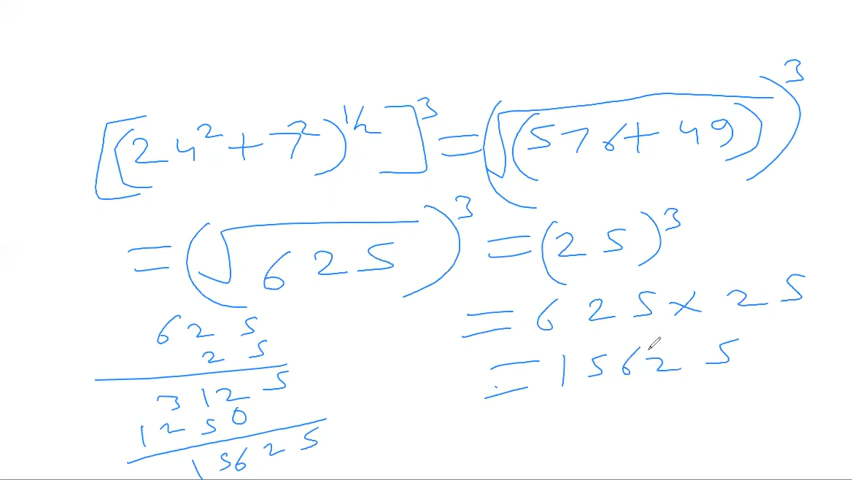 [(24² + 7²)^1/2]³ = (√(576 + 49))³
= (√625)³ = (25)³
= 625 × 25
= 15625
625
25
3125
1250
15625